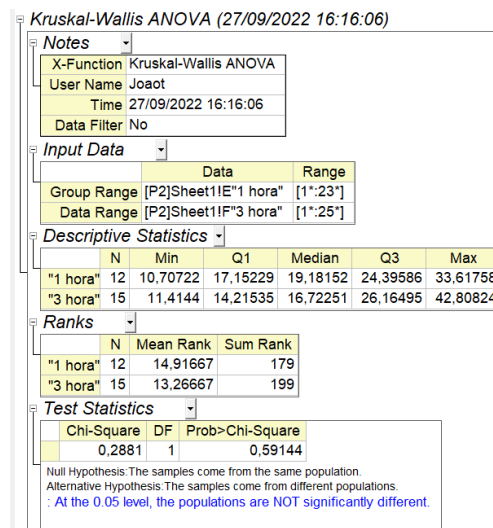 Kruskal-Wallis ANOVA (27/09/2022 16:16:06)
Notes
X-Function Kruskal-Wallis ANOVA
User Name Joaot
Time 27/09/2022 16:16:06
Data Filter No
Input Data
Data Range
Group Range [P2]Sheet1!E"1 hora" [1*:23*]
Data Range [P2]Sheet1!F"3 hora" [1*:25*]
Descriptive Statistics
N Min Q1 Median Q3 Max
"1 hora" 12 10,70722 17,15229 19,18152 24,39586 33,61758
"3 hora" 15 11,4144 14,21535 16,72251 26,16495 42,80824
Ranks
N Mean Rank Sum Rank
"1 hora" 12 14,91667 179
"3 hora" 15 13,26667 199
Test Statistics
Chi-Square DF Prob>Chi-Square
0,2881 1 0,59144
Null Hypothesis:The samples come from the same population.
Alternative Hypothesis:The samples come from different populations.
: At the 0.05 level, the populations are NOT significantly different.